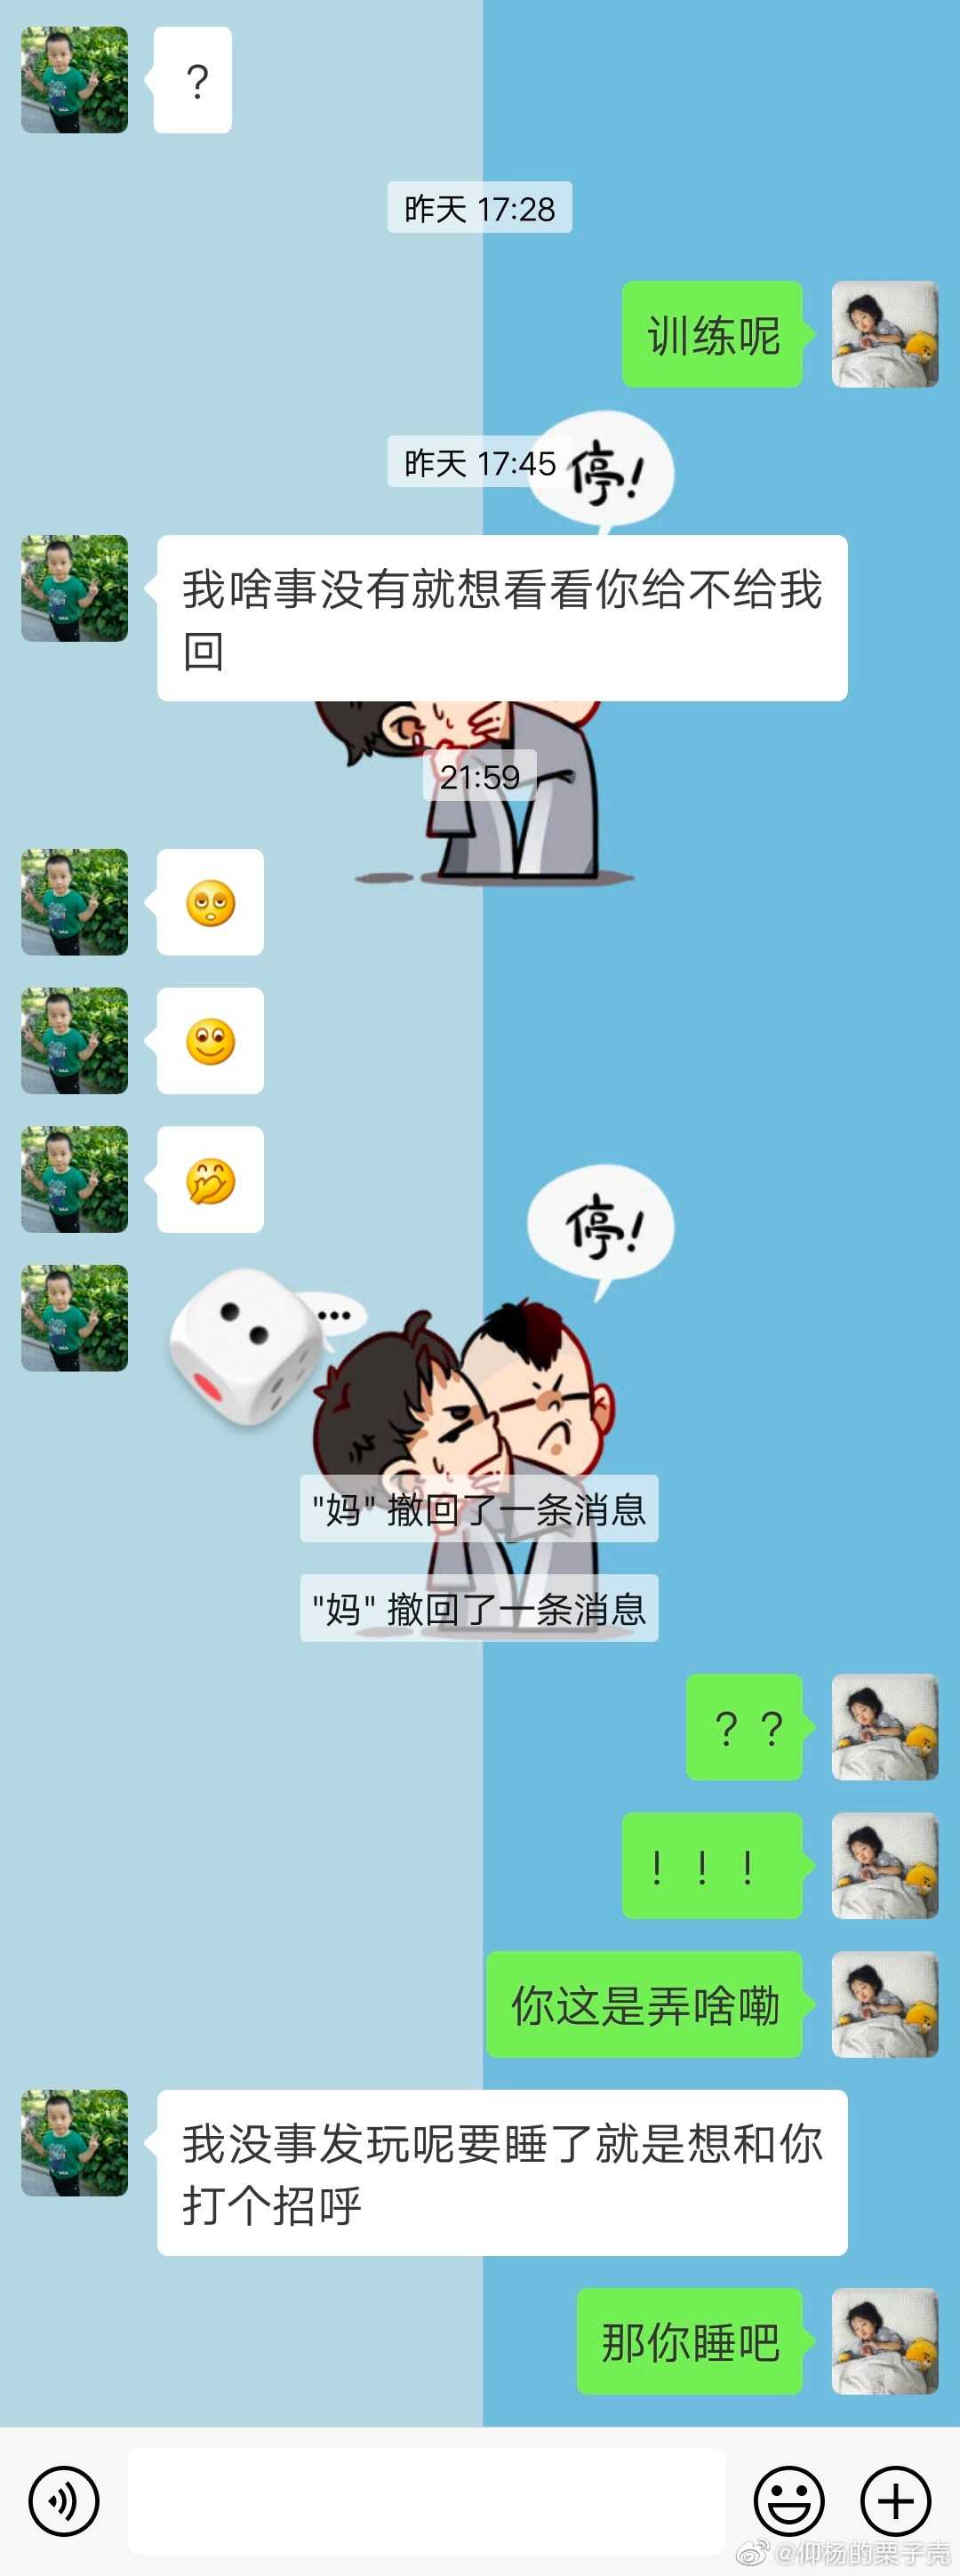 ？
昨天 17:28
训练呢
昨天 17:45
停！
我啥事没有就想看看你给不给我
回
21:59
停！
...
"妈" 撤回了一条消息
"妈" 撤回了一条消息
？？
！！！
你这是弄啥嘞
我没事发玩呢要睡了就是想和你
打个招呼
那你睡吧
@仰杨的栗子壳